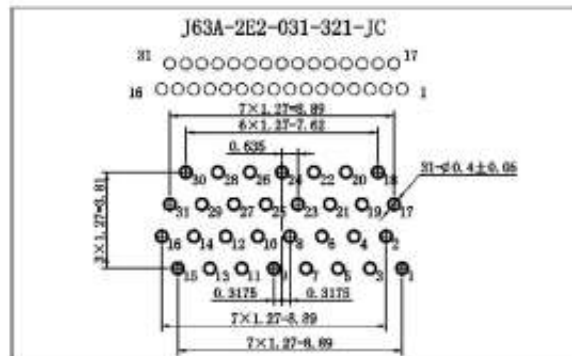 J63A-2E2-031-321-JC
31 17
16 1
7×1.27=8.89
6×1.27=7.62
0.635
30 28 26 24 22 20 18
31-Ø0.4±0.05
3×1.27=3.81
31 29 27 25 23 21 19 17
16 14 12 10 8 6 4 2
15 13 11 9 7 5 3 1
0.3175 0.3175
7×1.27=8.89
7×1.27=8.89